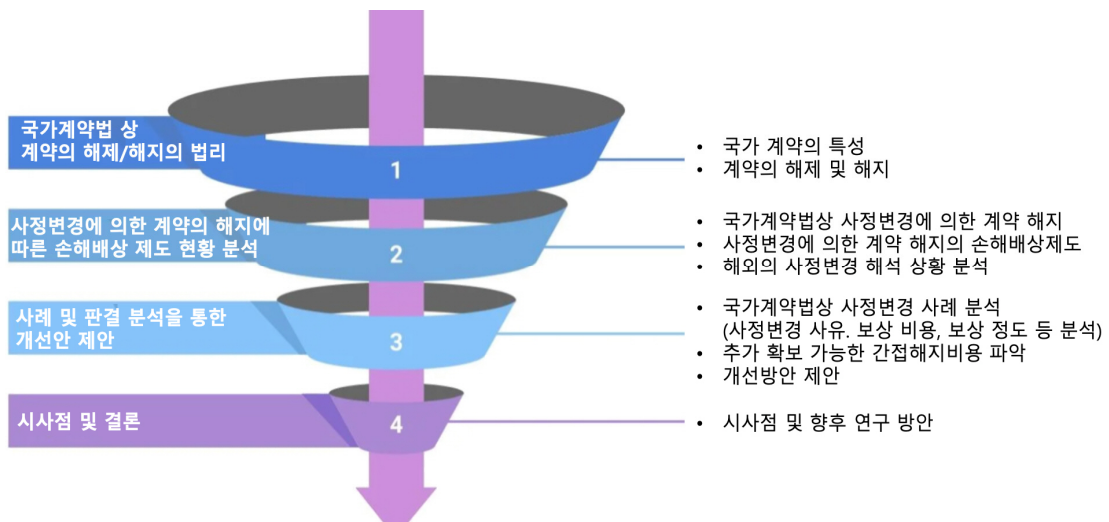 국가계약법 상
계약의 해제/해지의 법리
1
• 국가 계약의 특성
• 계약의 해제 및 해지
사정변경에 의한 계약의 해지에
따른 손해배상 제도 현황 분석
2
• 국가계약법상 사정변경에 의한 계약 해지
• 사정변경에 의한 계약 해지의 손해배상제도
• 해외의 사정변경 해석 상황 분석
사례 및 판결 분석을 통한
개선안 제안
3
• 국가계약법상 사정변경 사례 분석
(사정변경 사유. 보상 비용, 보상 정도 등 분석)
• 추가 확보 가능한 간접해지비용 파악
• 개선방안 제안
시사점 및 결론
4
• 시사점 및 향후 연구 방안